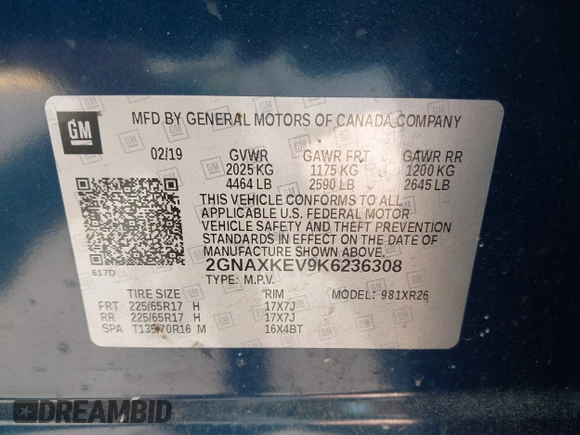 GM
MFD BY GENERAL MOTORS OF CANADA COMPANY
02/19 GVWR GAWR FRT GAWR RR
2025 KG 1175 KG 1200 KG
4464 LB 2590 LB 2645 LB
THIS VEHICLE CONFORMS TO ALL
APPLICABLE U.S. FEDERAL MOTOR
VEHICLE SAFETY AND THEFT PREVENTION
STANDARDS IN EFFECT ON THE DATE OF
MANUFACTURE SHOWN ABOVE.
617D 2GNAXKEV9K6236308
TYPE: M.P.V.
TIRE SIZE RIM MODEL: 981XR26
FRT 225/65R17 H 17X7J
RR 225/65R17 H 17X7J
SPA T135/70R16 M 16X4BT
DREAMBID